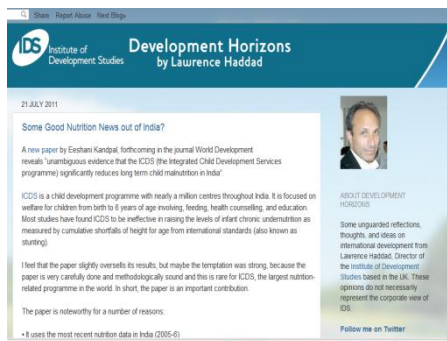 Share Report Abuse Next Blog»
IDS Institute of
Development Studies
Development Horizons
by Lawrence Haddad
21 JULY 2011
Some Good Nutrition News out of India?
A new paper by Eeshani Kandpal, forthcoming in the journal World Development
reveals "unambiguous evidence that the ICDS (the Integrated Child Development Services
programme) significantly reduces long term child malnutrition in India".
ICDS is a child development programme with nearly a million centres throughout India. It is focused on
welfare for children from birth to 6 years of age involving, feeding, health counselling, and education.
Most studies have found ICDS to be ineffective in raising the levels of infant chronic undernutrition as
measured by cumulative shortfalls of height for age from international standards (also known as
stunting).
I feel that the paper slightly oversells its results, but maybe the temptation was strong, because the
paper is very carefully done and methodologically sound and this is rare for ICDS, the largest nutrition-
related programme in the world. In short, the paper is an important contribution.
The paper is noteworthy for a number of reasons:
• It uses the most recent nutrition data in India (2005-6)
ABOUT DEVELOPMENT
HORIZONS
Some unguarded reflections,
thoughts, and ideas on
international development from
Lawrence Haddad, Director of
the Institute of Development
Studies based in the UK. These
opinions do not necessarily
represent the corporate view of
IDS.
Follow me on Twitter